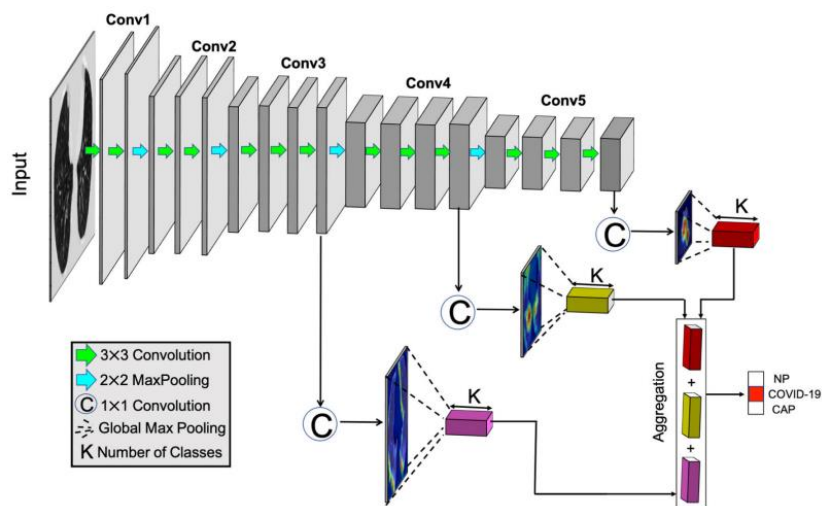 Conv1
Conv2
Conv3
Conv4
Conv5
Input
K
C
K
C
K
C
3×3 Convolution
2×2 MaxPooling
C 1×1 Convolution
Global Max Pooling
K Number of Classes
Aggregation
+
+
NP
COVID-19
CAP